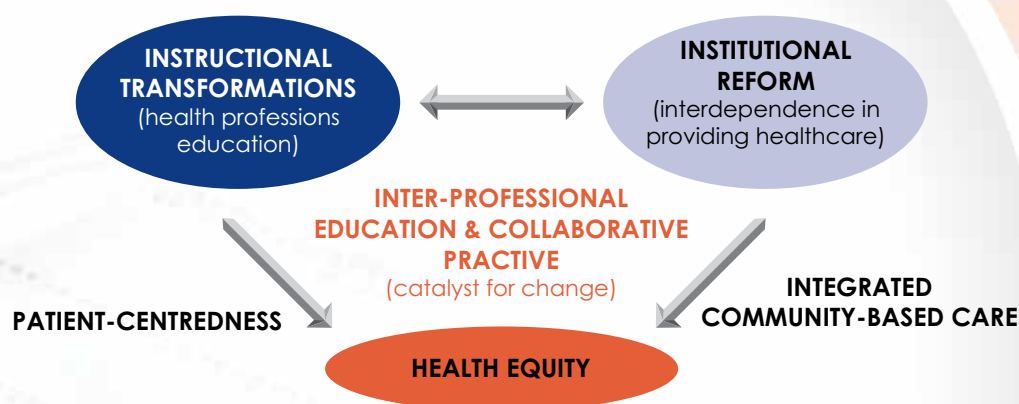 INSTRUCTIONAL
TRANSFORMATIONS
(health professions
education)
INSTITUTIONAL
REFORM
(interdependence in
providing healthcare)
INTER-PROFESSIONAL
EDUCATION & COLLABORATIVE
PRACTIVE
(catalyst for change)
PATIENT-CENTREDNESS
INTEGRATED
COMMUNITY-BASED CARE
HEALTH EQUITY